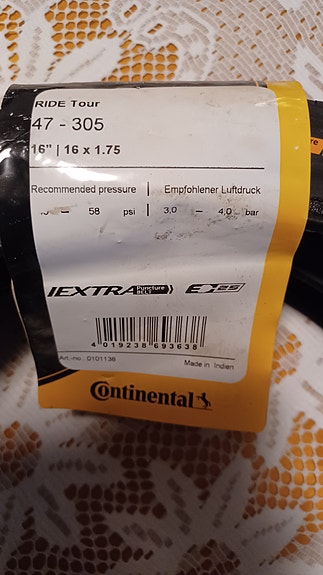 RIDE Tour
47 - 305
16" | 16 x 1.75
Recommended pressure | Empfohlener Luftdruck
– 58 psi | 3,0 – 4,0 bar
EXTRA Puncture BELT E 25
4 019238 693638
Art.-no. 0101138 Made in Indien
Continental